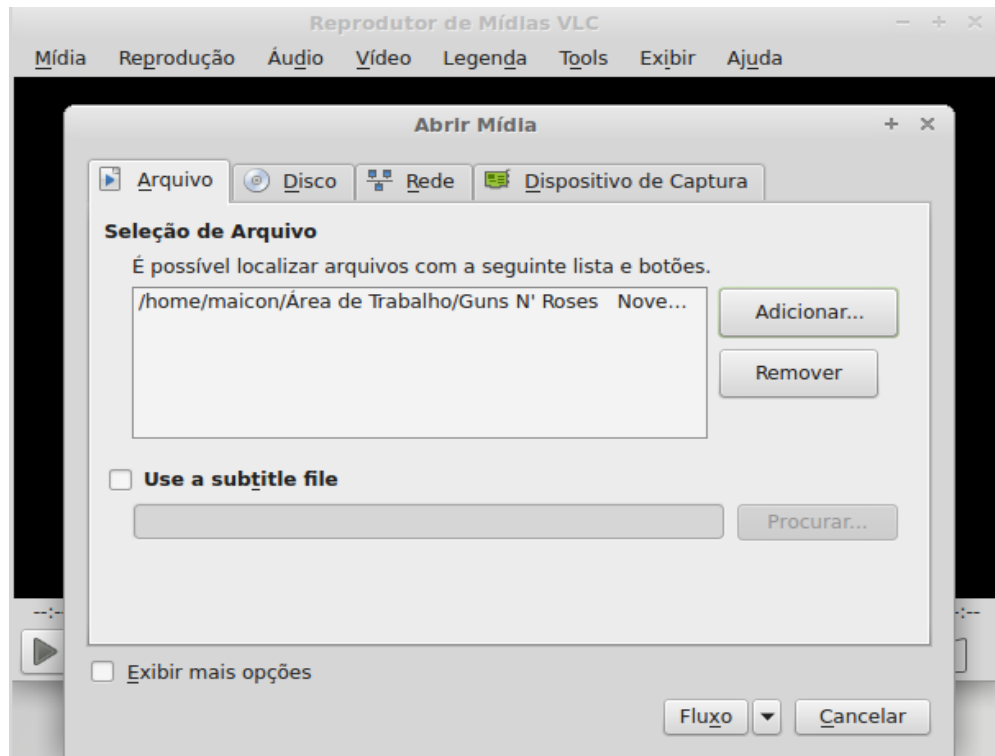 Reprodutor de Mídias VLC
Mídia Reprodução Áudio Vídeo Legenda Tools Exibir Ajuda
Abrir Mídia
Arquivo Disco Rede Dispositivo de Captura
Seleção de Arquivo
É possível localizar arquivos com a seguinte lista e botões.
/home/maicon/Área de Trabalho/Guns N' Roses   Nove...
Adicionar...
Remover
Use a subtitle file
Procurar...
--:-- --:--
Exibir mais opções
Fluxo Cancelar